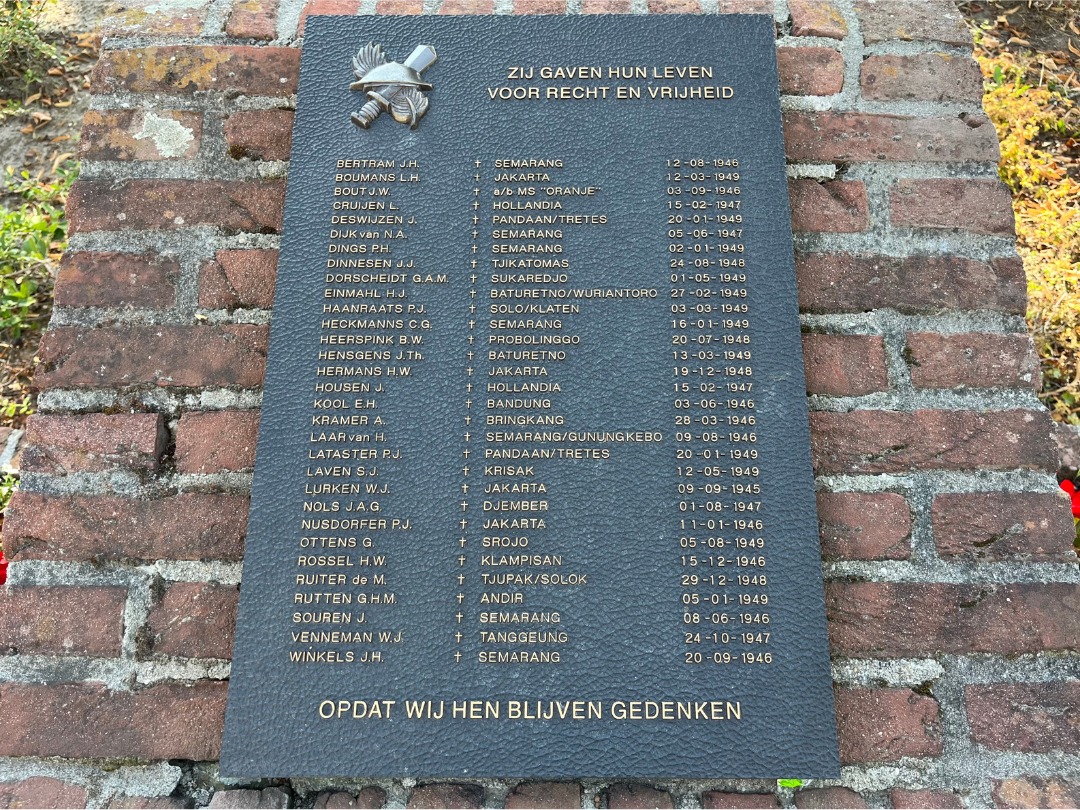 ZIJ GAVEN HUN LEVEN
VOOR RECHT EN VRIJHEID
BERTRAM J.H. † SEMARANG 12-08-1946
BOUMANS L.H. † JAKARTA 12-03-1949
BOUT J.W. † a/b MS "ORANJE" 03-09-1946
CRUIJEN L. † HOLLANDIA 15-02-1947
DESWIJZEN J. † PANDAAN/TRETES 20-01-1949
DIJK van N.A. † SEMARANG 05-06-1947
DINGS P.H. † SEMARANG 02-01-1949
DINNESEN J.J. † TJIKATOMAS 24-08-1948
DORSCHEIDT G.A.M. † SUKAREDJO 01-05-1949
EINMAHL H.J. † BATURETNO/WURIANTORO 27-02-1949
HAANRAATS P.J. † SOLO/KLATEN 03-03-1949
HECKMANNS C.G. † SEMARANG 16-01-1949
HEERSPINK B.W. † PROBOLINGGO 20-07-1948
HENSGENS J.Th. † BATURETNO 13-03-1949
HERMANS H.W. † JAKARTA 19-12-1948
HOUSEN J. † HOLLANDIA 15-02-1947
KOOL E.H. † BANDUNG 03-06-1946
KRAMER A. † BRINGKANG 28-03-1946
LAAR van H. † SEMARANG/GUNUNGKEBO 09-08-1946
LATASTER P.J. † PANDAAN/TRETES 20-01-1949
LAVEN S.J. † KRISAK 12-05-1949
LURKEN W.J. † JAKARTA 09-09-1945
NOLS J.A.G. † DJEMBER 01-08-1947
NUSDORFER P.J. † JAKARTA 11-01-1946
OTTENS G. † SROJO 05-08-1949
ROSSEL H.W. † KLAMPISAN 15-12-1946
RUITER de M. † TJUPAK/SOLOK 29-12-1948
RUTTEN G.H.M. † ANDIR 05-01-1949
SOUREN J. † SEMARANG 08-06-1946
VENNEMAN W.J. † TANGGEUNG 24-10-1947
WINKELS J.H. † SEMARANG 20-09-1946
OPDAT WIJ HEN BLIJVEN GEDENKEN